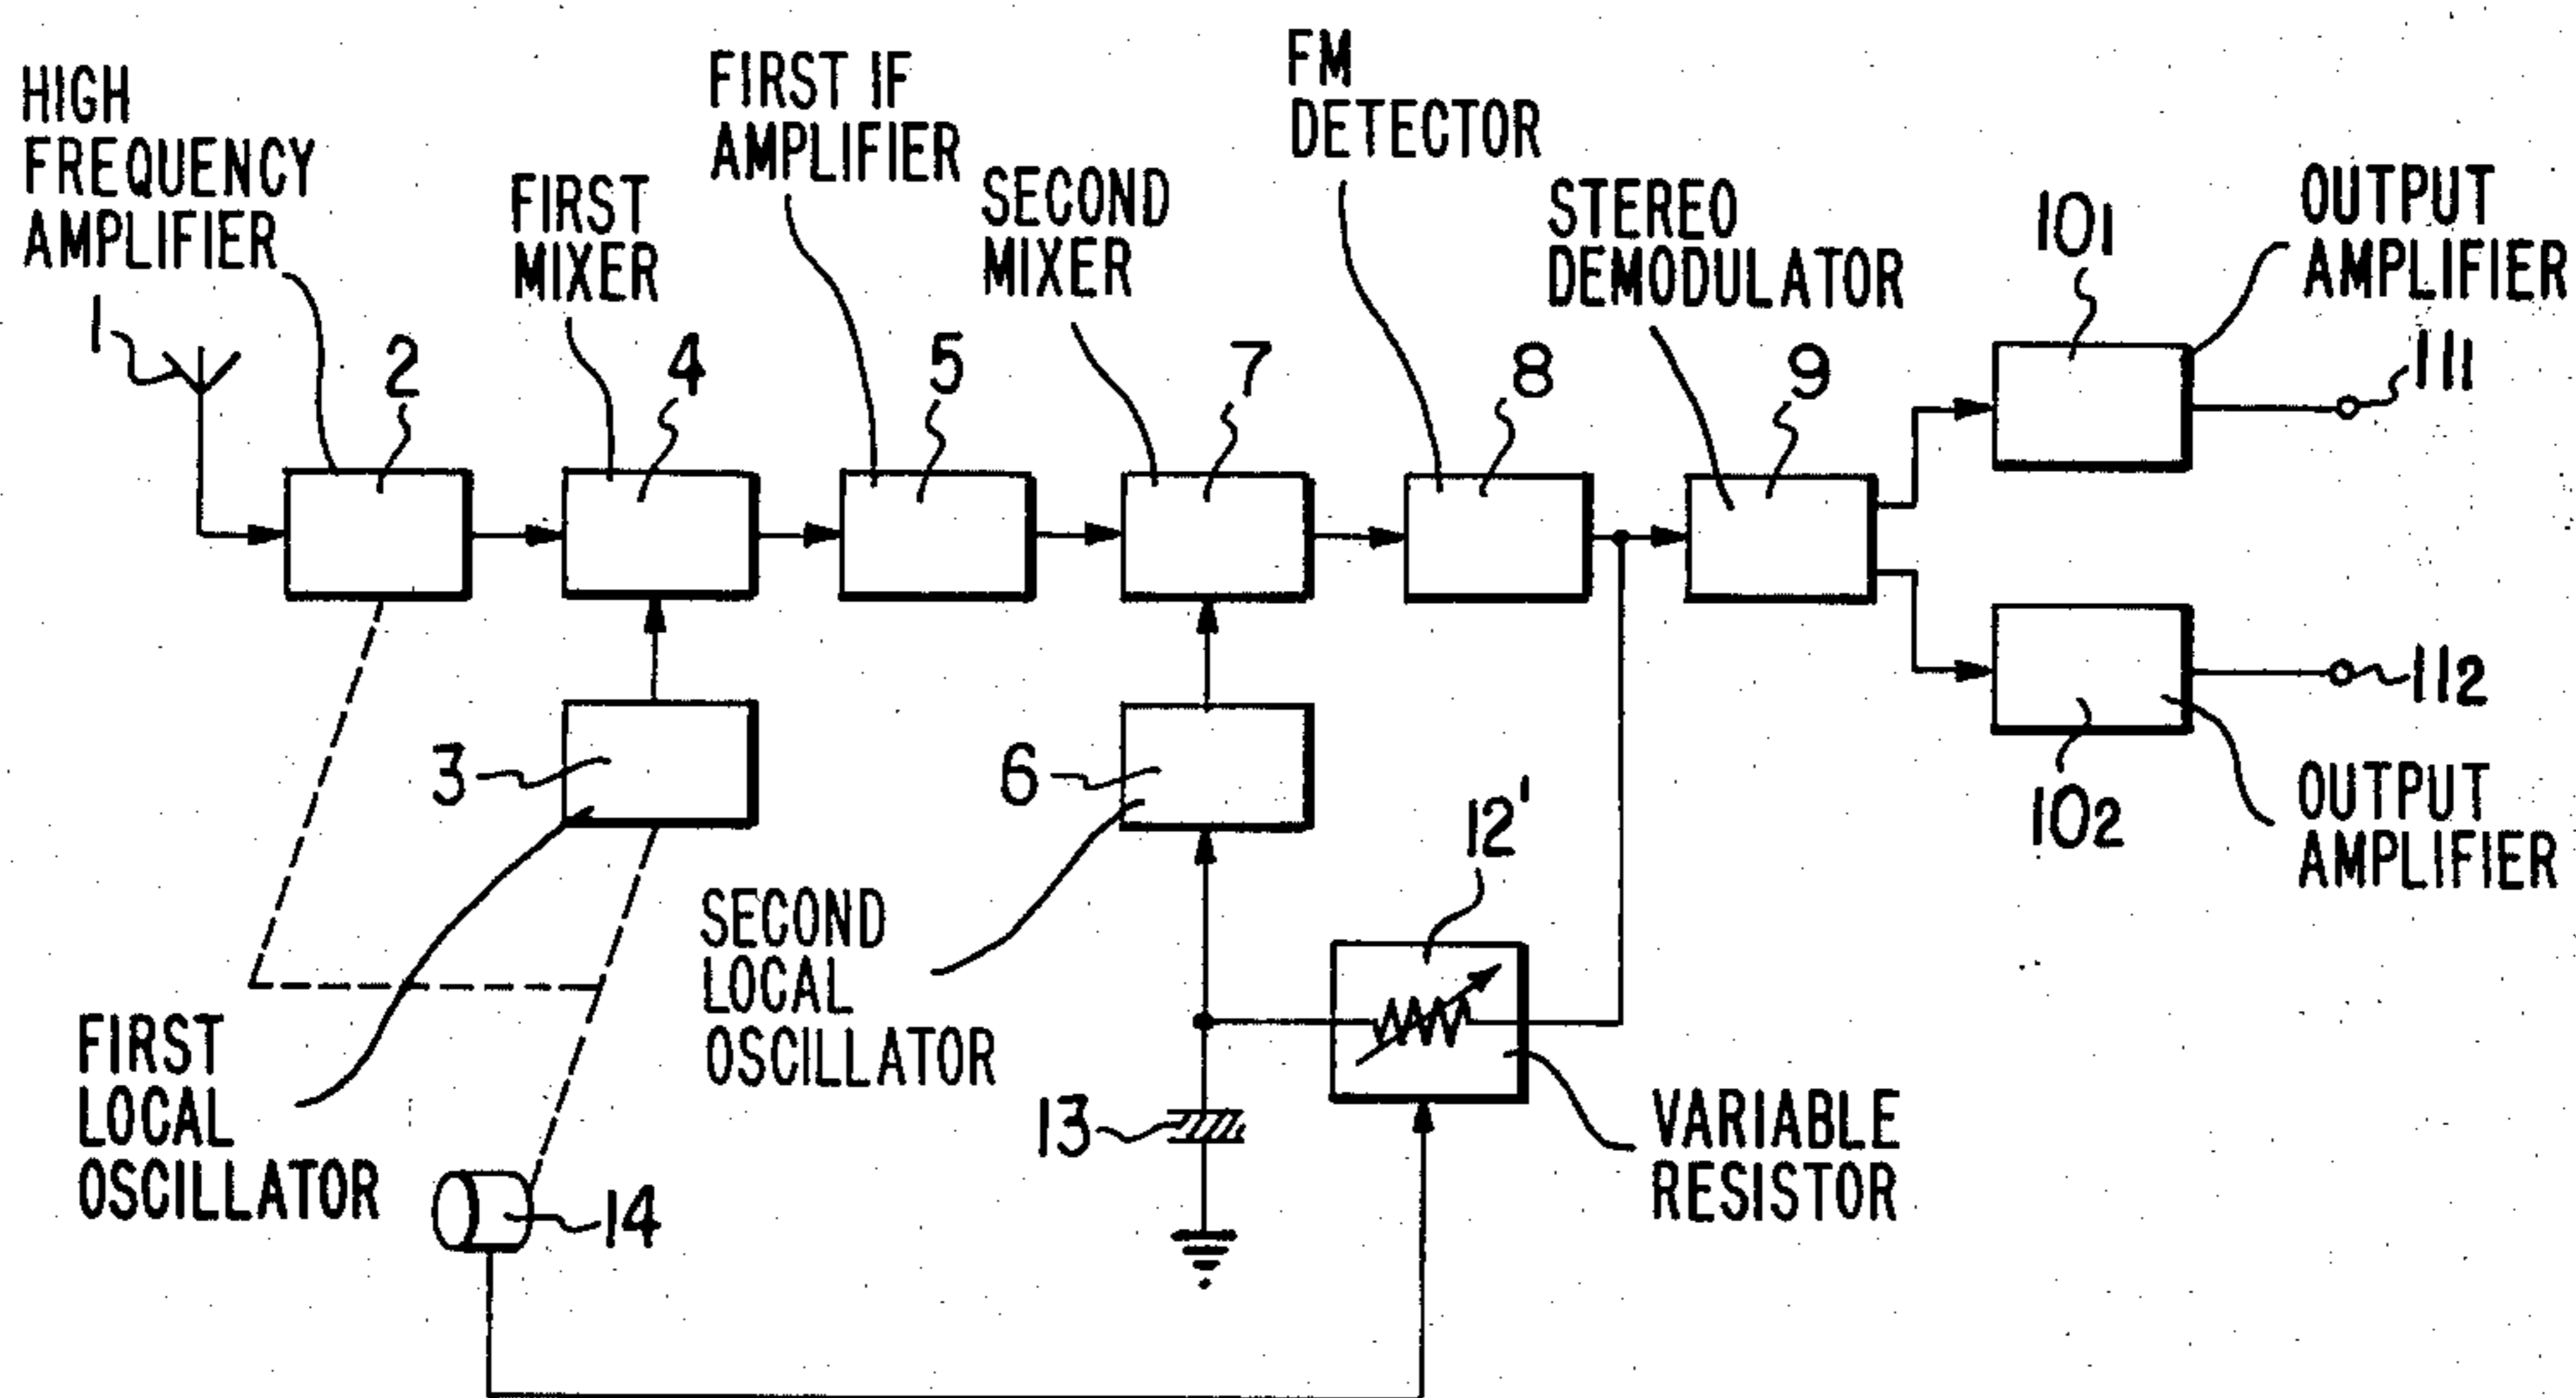 HIGH
FREQUENCY
AMPLIFIER
FIRST
MIXER
FIRST IF
AMPLIFIER
SECOND
MIXER
FM
DETECTOR
STEREO
DEMODULATOR
OUTPUT
AMPLIFIER
1
2
4
5
7
8
9
10₁
11₁
3
6
12'
10₂
11₂
OUTPUT
AMPLIFIER
FIRST
LOCAL
OSCILLATOR
SECOND
LOCAL
OSCILLATOR
13
14
VARIABLE
RESISTOR